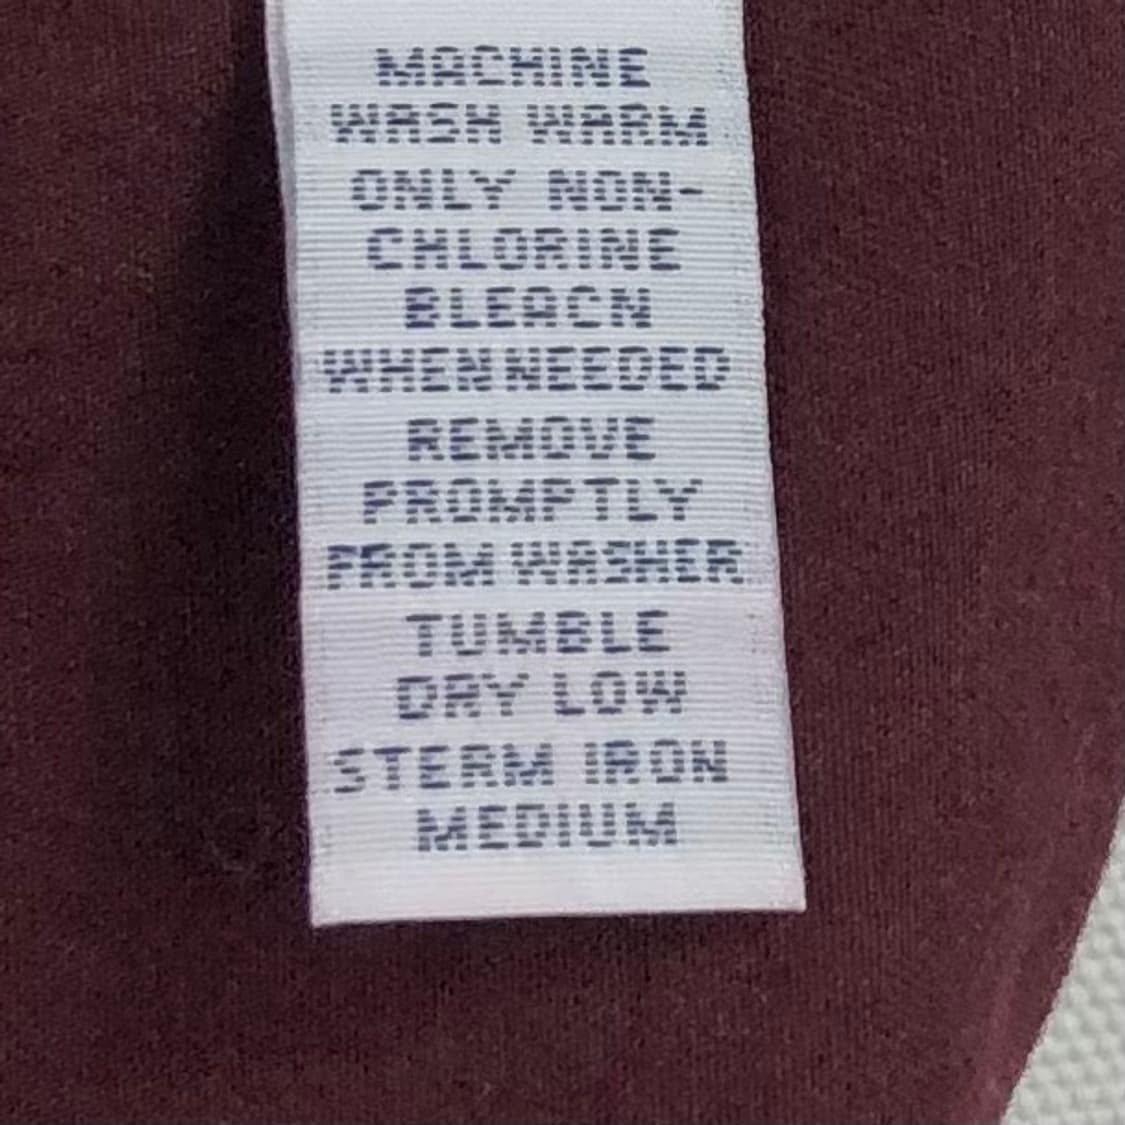 MACHINE
WASH WARM
ONLY NON-
CHLORINE
BLEACN
WHEN NEEDED
REMOVE
PROMPTLY
FROM WASHER
TUMBLE
DRY LOW
STERM IRON
MEDIUM